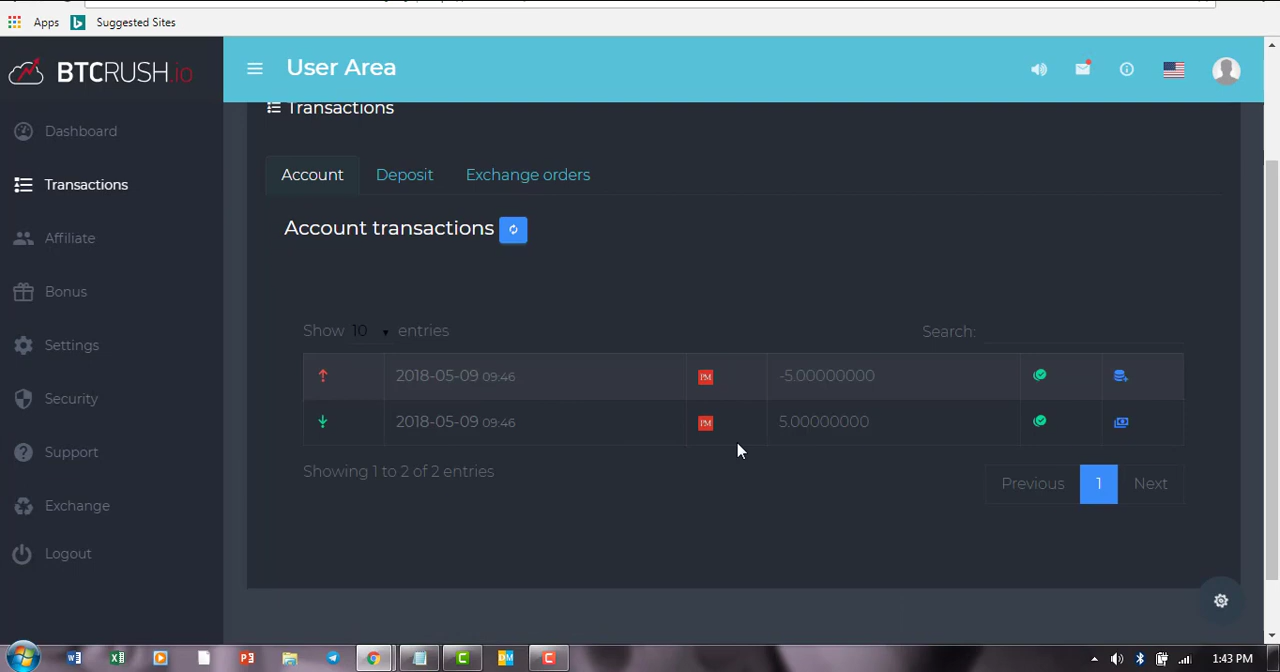 Apps Suggested Sites
BTCRUSH.io
User Area
Dashboard
Transactions
Affiliate
Bonus
Settings
Security
Support
Exchange
Logout
Transactions
Account Deposit Exchange orders
Account transactions
Show 10 entries Search:
2018-05-09 09:46 PM -5.00000000
2018-05-09 09:46 PM 5.00000000
Showing 1 to 2 of 2 entries
Previous 1 Next
1:43 PM